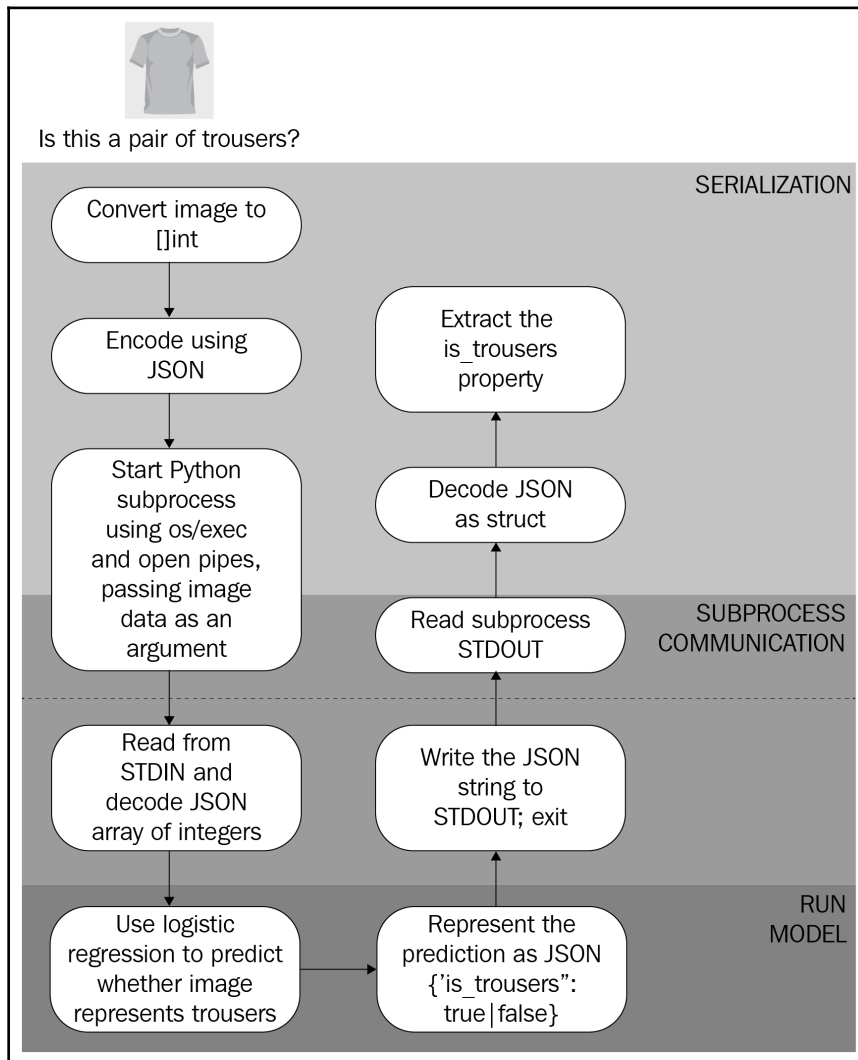 Is this a pair of trousers?
SERIALIZATION
Convert image to
[]int
Encode using
JSON
Start Python
subprocess
using os/exec
and open pipes,
passing image
data as an
argument
Read from
STDIN and
decode JSON
array of integers
Use logistic
regression to predict
whether image
represents trousers
Represent the
prediction as JSON
{'is_trousers":
true|false}
RUN
MODEL
Write the JSON
string to
STDOUT; exit
Read subprocess
STDOUT
SUBPROCESS
COMMUNICATION
Decode JSON
as struct
Extract the
is_trousers
property